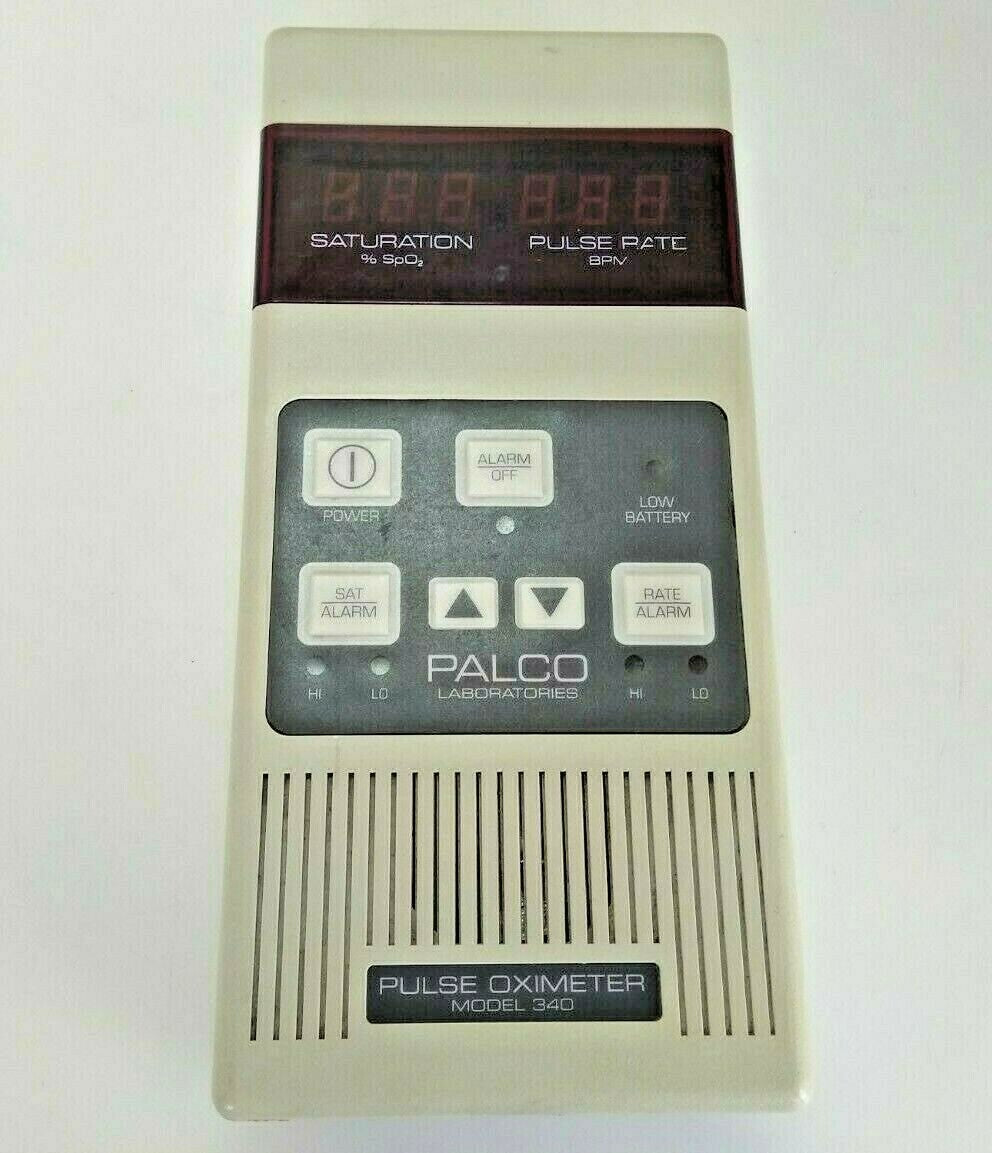 SATURATION PULSE RATE
% SpO₂ BPM
ALARM
OFF
POWER
LOW
BATTERY
SAT
ALARM
RATE
ALARM
PALCO
LABORATORIES
HI LO HI LO
PULSE OXIMETER
MODEL 340